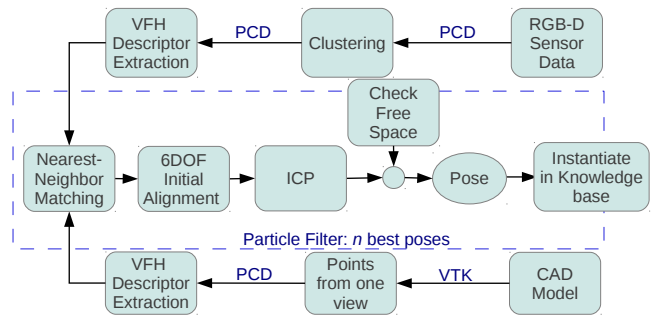 VFH
Descriptor
Extraction
PCD
Clustering
PCD
RGB-D
Sensor
Data
Check
Free
Space
Nearest-
Neighbor
Matching
6DOF
Initial
Alignment
ICP
Pose
Instantiate
in Knowledge
base
Particle Filter: n best poses
VFH
Descriptor
Extraction
PCD
Points
from one
view
VTK
CAD
Model